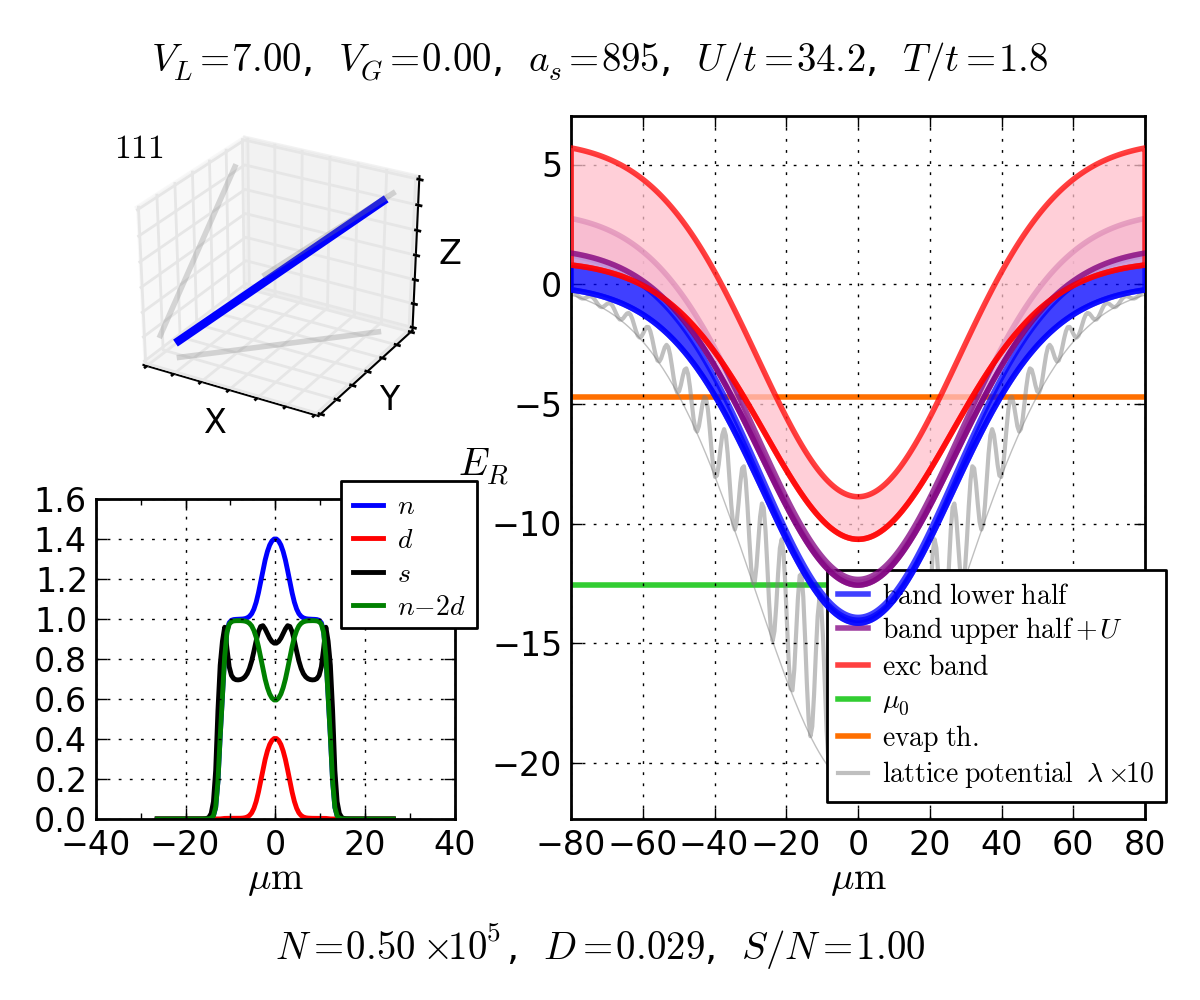 V_L=7.00, V_G=0.00, a_s=895, U/t=34.2, T/t=1.8
111
Z
Y
X
E_R
1.6
1.4
1.2
1.0
0.8
0.6
0.4
0.2
0.0
−40 −20 0 20 40
μm
n
d
s
n−2d
5
0
−5
−10
−15
−20
−80 −60 −40 −20 0 20 40 60 80
μm
band lower half
band upper half+U
exc band
μ_0
evap th.
lattice potential λ×10
N=0.50×10^5, D=0.029, S/N=1.00